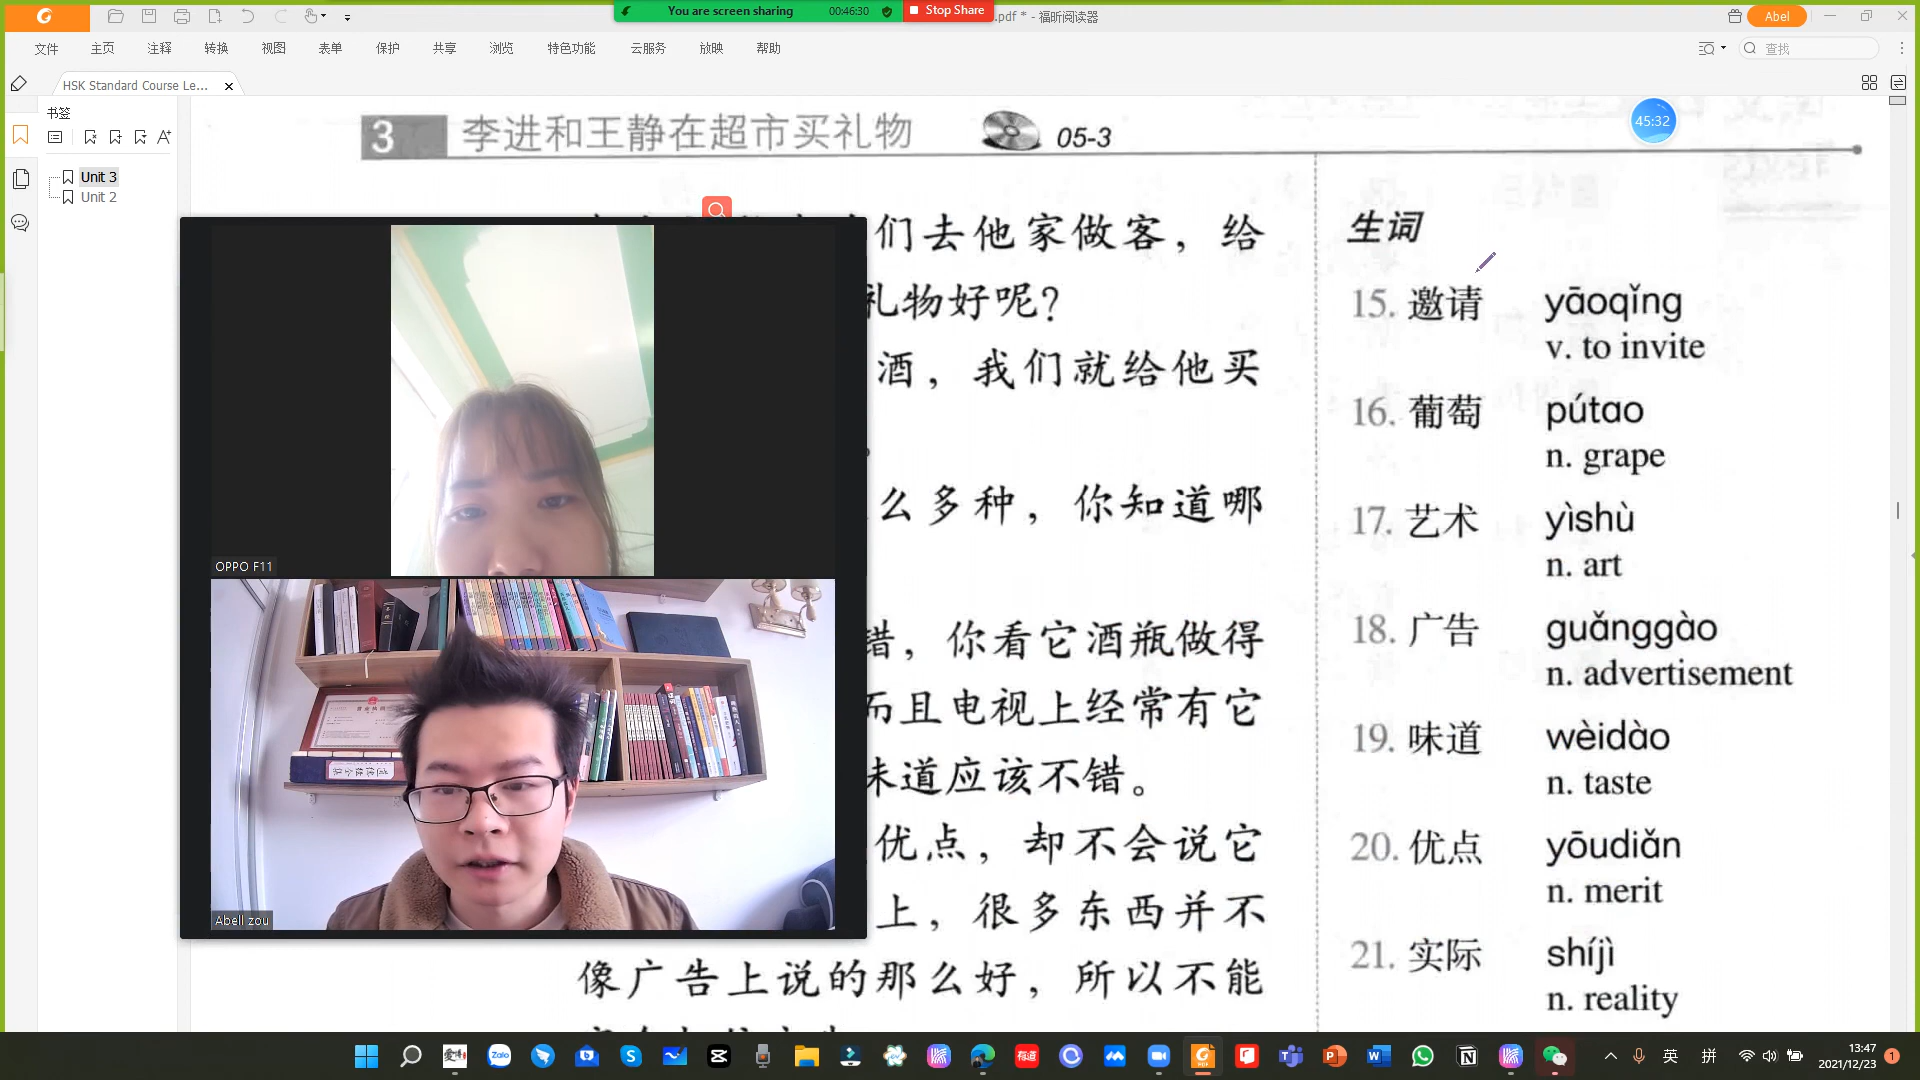 You are screen sharing 00:46:30 Stop Share
.pdf * - 福昕阅读器 Abel
文件 主页 注释 转换 视图 表单 保护 共享 浏览 特色功能 云服务 放映 帮助 查找
HSK Standard Course Le...
书签
Unit 3
Unit 2
3 李进和王静在超市买礼物 05-3
45:32
们去他家做客，给
礼物好呢？
酒，我们就给他买
。
么多种，你知道哪
错，你看它酒瓶做得
而且电视上经常有它
味道应该不错。
优点，却不会说它
上，很多东西并不
像广告上说的那么好，所以不能
生词
15. 邀请 yāoqǐng
v. to invite
16. 葡萄 pútao
n. grape
17. 艺术 yìshù
n. art
18. 广告 guǎnggào
n. advertisement
19. 味道 wèidào
n. taste
20. 优点 yōudiǎn
n. merit
21. 实际 shíjì
n. reality
OPPO F11
Abell zou
Zalo
有道
英 拼
13:47
2021/12/23
1